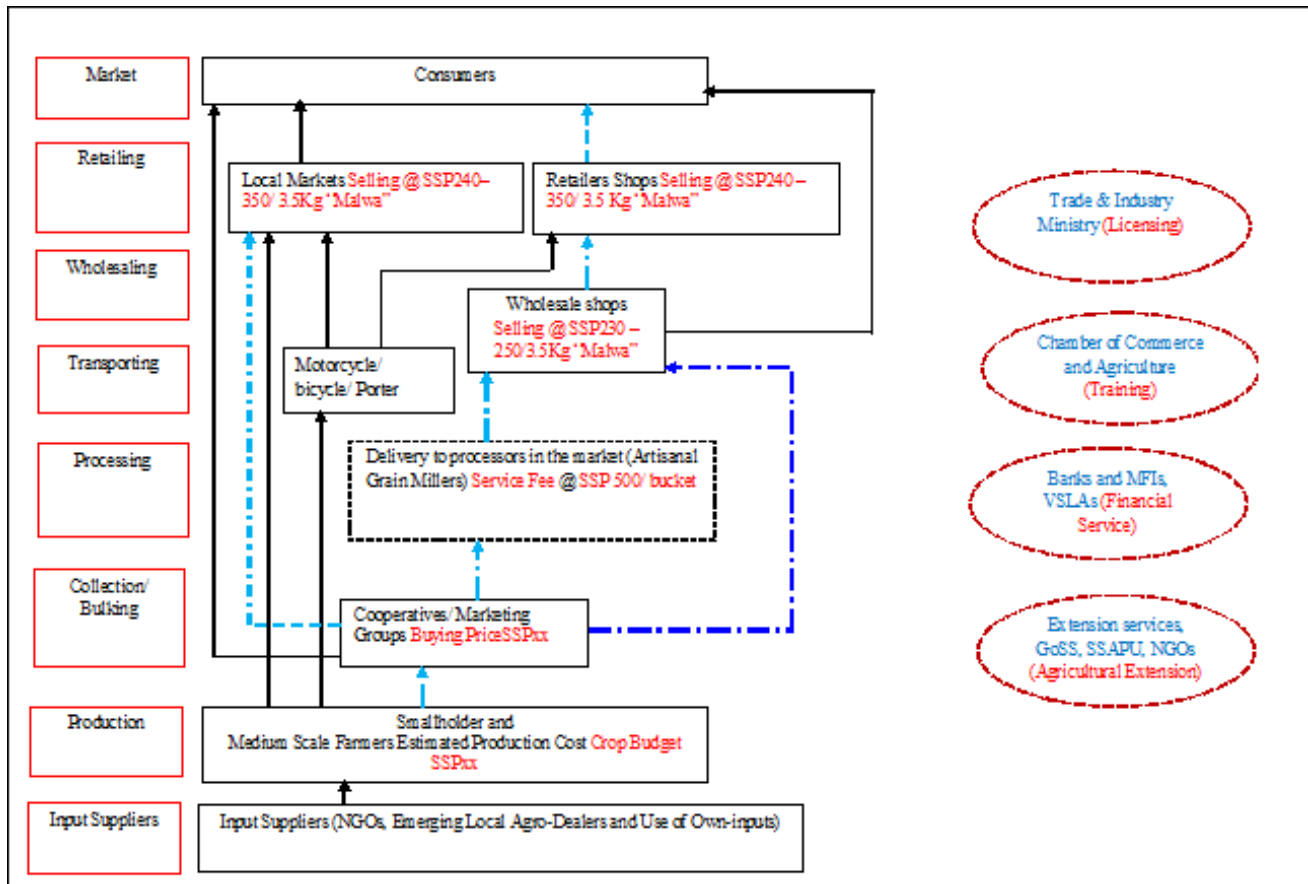 Market
Consumers
Retailing
Local Markets Selling @ SSP240–
350/ 3.5Kg “Malwa”
Retailers Shops Selling @ SSP240 –
350/ 3.5 Kg “Malwa”
Trade & Industry
Ministry (Licensing)
Wholesaling
Wholesale shops
Selling @ SSP230 –
250/3.5Kg “Malwa”
Transporting
Motorcycle/
bicycle/ Porter
Chamber of Commerce
and Agriculture
(Training)
Processing
Delivery to processors in the market (Artisanal
Grain Millers) Service Fee @ SSP 500/ bucket
Banks and MFIs,
VSLAs (Financial
Service)
Collection/
Bulking
Cooperatives/ Marketing
Groups Buying PriceSSPxx
Extension services,
GoSS, SSAPU, NGOs
(Agricultural Extension)
Production
Smallholder and
Medium Scale Farmers Estimated Production Cost Crop Budget
SSPxx
Input Suppliers
Input Suppliers (NGOs, Emerging Local Agro-Dealers and Use of Own-inputs)